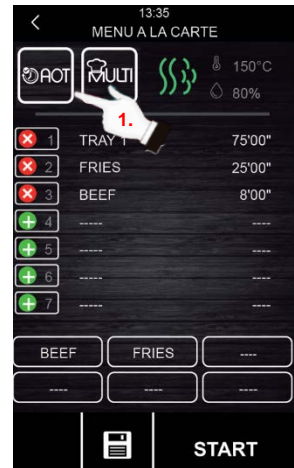 13:35
MENU A LA CARTE
AOT MULTI 150°C
80%
1.
1 TRAY 1 75'00"
2 FRIES 25'00"
3 BEEF 8'00"
4 ----- ----
5 ----- ----
6 ----- ----
7 ----- ----
BEEF FRIES ----
---- ---- ----
START